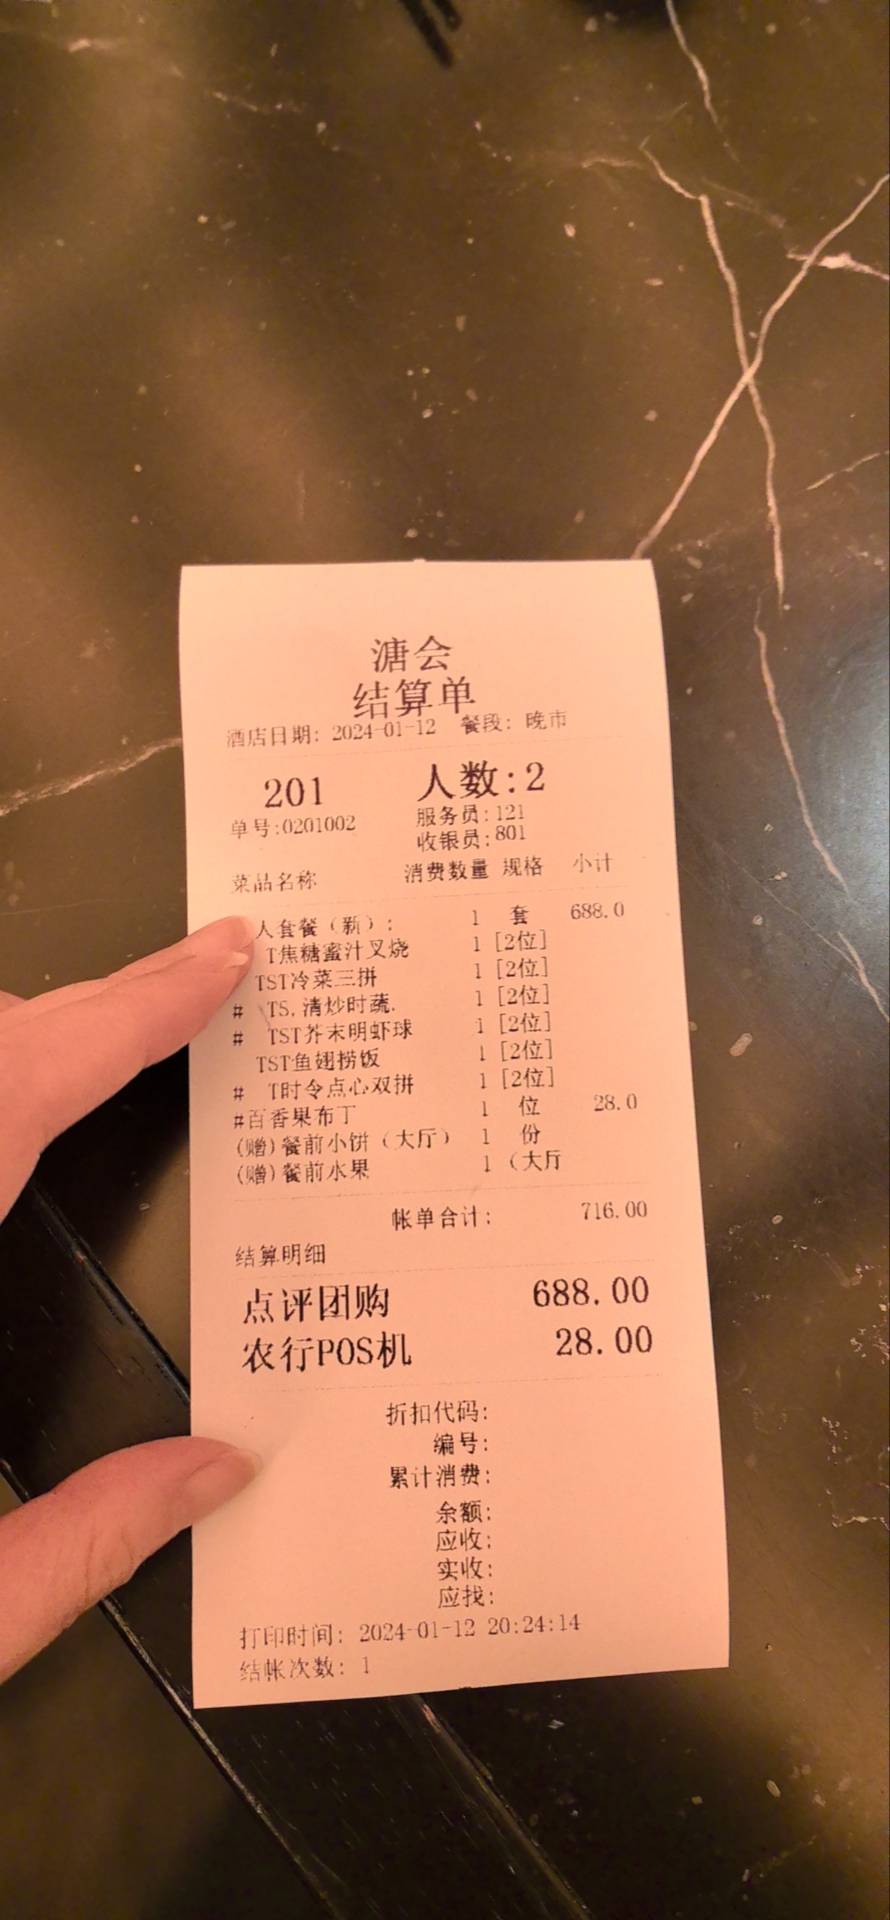 溏会
结算单
酒店日期: 2024-01-12 餐段: 晚市
201 人数:2
单号:0201002 服务员:121
收银员:801
菜品名称 消费数量 规格 小计
人套餐(新): 1 套 688.0
T焦糖蜜汁叉烧 1 [2位]
TST冷菜三拼 1 [2位]
# TS.清炒时蔬. 1 [2位]
# TST芥末明虾球 1 [2位]
TST鱼翅捞饭 1 [2位]
# T时令点心双拼 1 [2位]
#百香果布丁 1 位 28.0
(赠)餐前小饼(大厅) 1 份
(赠)餐前水果 1 (大厅
帐单合计: 716.00
结算明细
点评团购 688.00
农行POS机 28.00
折扣代码:
编号:
累计消费:
余额:
应收:
实收:
应找:
打印时间: 2024-01-12 20:24:14
结帐次数: 1